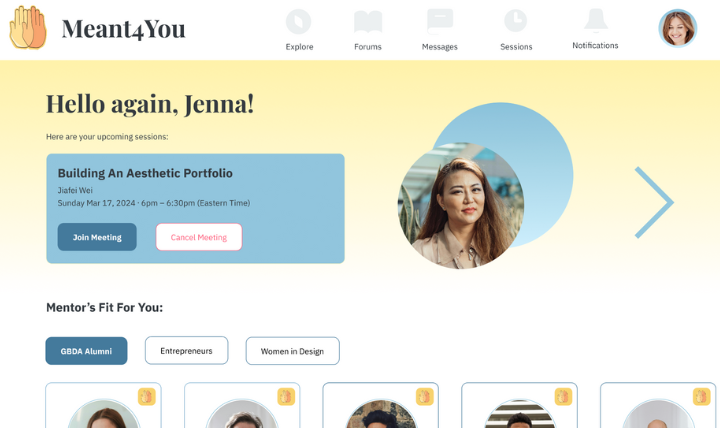 Meant4You
Explore
Forums
Messages
Sessions
Notifications
Hello again, Jenna!
Here are your upcoming sessions:
Building An Aesthetic Portfolio
Jiafei Wei
Sunday Mar 17, 2024 · 6pm – 6:30pm (Eastern Time)
Join Meeting
Cancel Meeting
Mentor’s Fit For You:
GBDA Alumni
Entrepreneurs
Women in Design